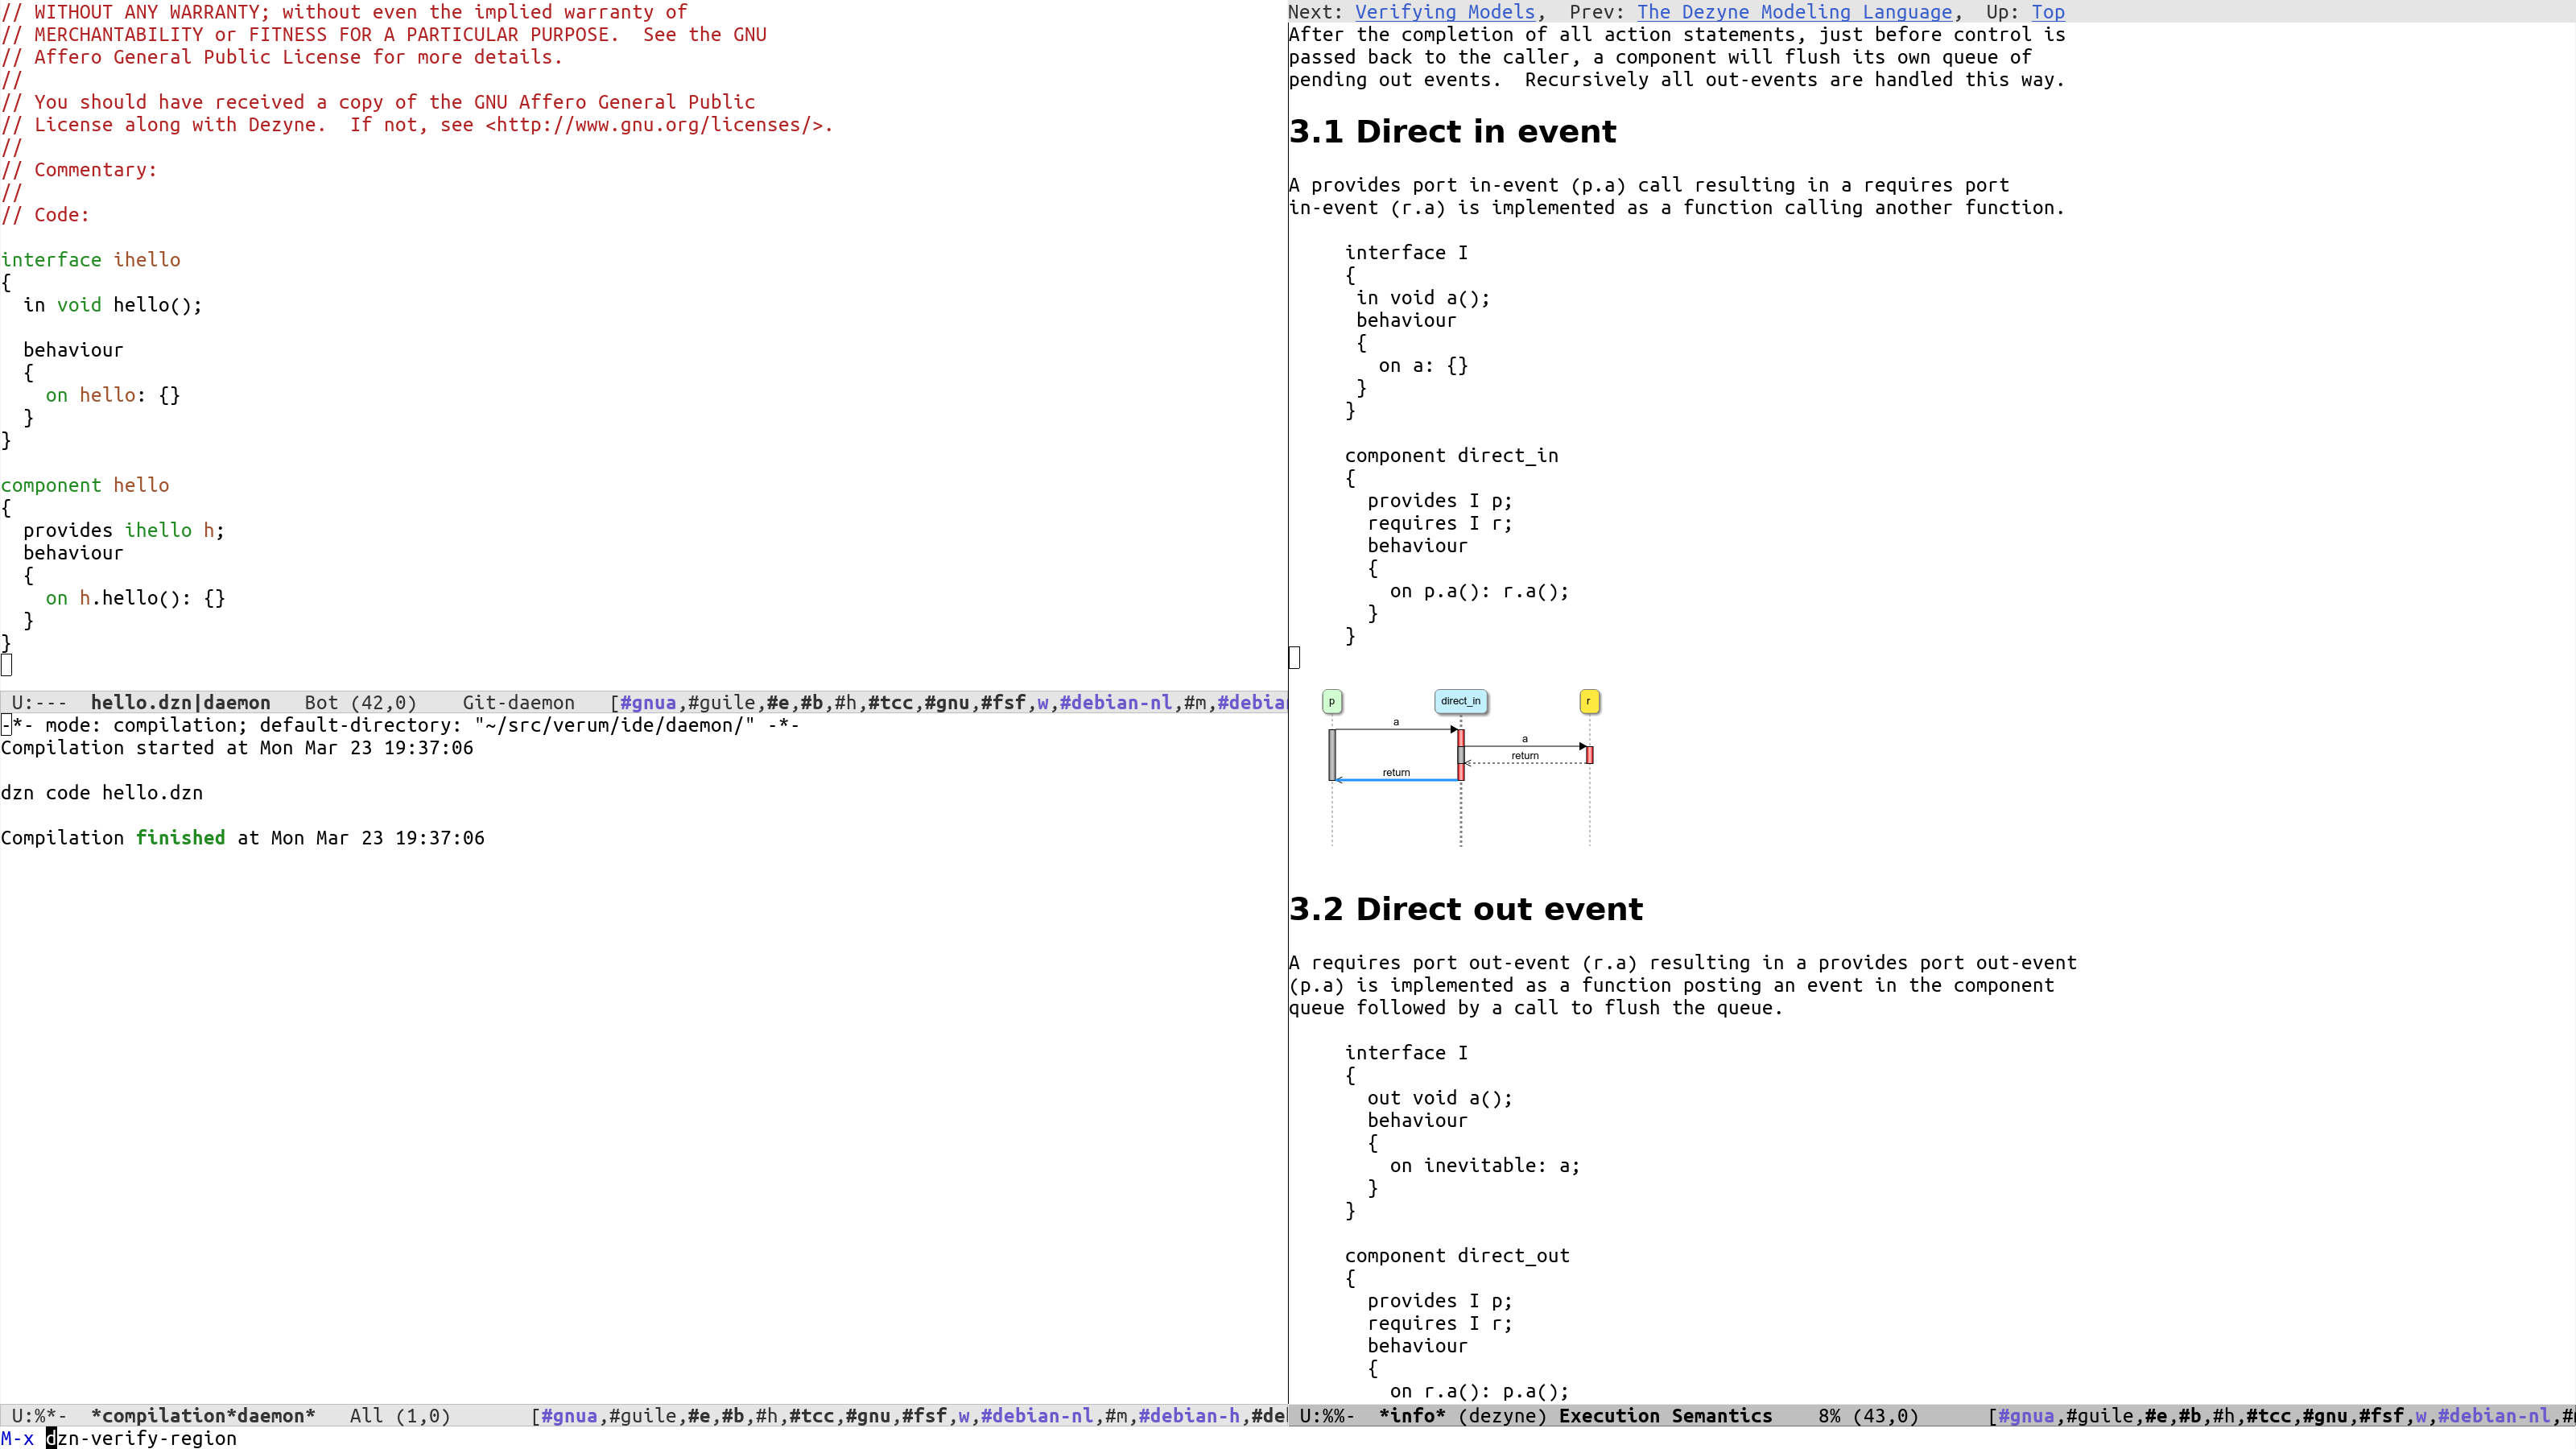 // WITHOUT ANY WARRANTY; without even the implied warranty of
// MERCHANTABILITY or FITNESS FOR A PARTICULAR PURPOSE.  See the GNU
// Affero General Public License for more details.
//
// You should have received a copy of the GNU Affero General Public
// License along with Dezyne.  If not, see <http://www.gnu.org/licenses/>.
//
// Commentary:
//
// Code:
interface ihello
{
  in void hello();
  behaviour
  {
    on hello: {}
  }
}
component hello
{
  provides ihello h;
  behaviour
  {
    on h.hello(): {}
  }
}
U:---  hello.dzn|daemon   Bot (42,0)    Git-daemon   [#gnua,#guile,#e,#b,#h,#tcc,#gnu,#fsf,w,#debian-nl,#m,#debia
-*- mode: compilation; default-directory: "~/src/verum/ide/daemon/" -*-
Compilation started at Mon Mar 23 19:37:06
dzn code hello.dzn
Compilation finished at Mon Mar 23 19:37:06
U:%*-  *compilation*daemon*   All (1,0)       [#gnua,#guile,#e,#b,#h,#tcc,#gnu,#fsf,w,#debian-nl,#m,#debian-h,#de
Next: Verifying Models,  Prev: The Dezyne Modeling Language,  Up: Top
After the completion of all action statements, just before control is
passed back to the caller, a component will flush its own queue of
pending out events.  Recursively all out-events are handled this way.
3.1 Direct in event
A provides port in-event (p.a) call resulting in a requires port
in-event (r.a) is implemented as a function calling another function.
interface I
{
 in void a();
 behaviour
 {
   on a: {}
 }
}
component direct_in
{
  provides I p;
  requires I r;
  behaviour
  {
    on p.a(): r.a();
  }
}
p direct_in r
a
a
return
return
3.2 Direct out event
A requires port out-event (r.a) resulting in a provides port out-event
(p.a) is implemented as a function posting an event in the component
queue followed by a call to flush the queue.
interface I
{
  out void a();
  behaviour
  {
    on inevitable: a;
  }
}
component direct_out
{
  provides I p;
  requires I r;
  behaviour
  {
    on r.a(): p.a();
U:%%-  *info* (dezyne) Execution Semantics    8% (43,0)      [#gnua,#guile,#e,#b,#h,#tcc,#gnu,#fsf,w,#debian-nl,#
M-x dzn-verify-region